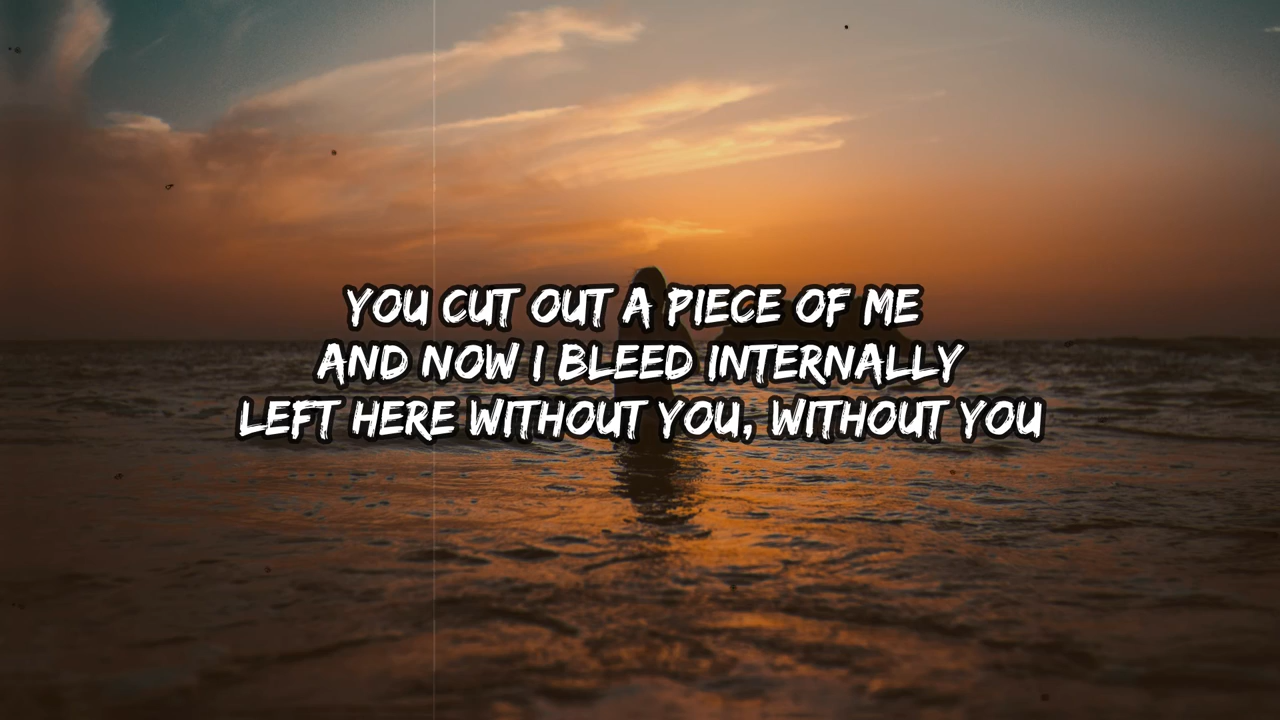 YOU CUT OUT A PIECE OF ME
AND NOW I BLEED INTERNALLY
LEFT HERE WITHOUT YOU, WITHOUT YOU